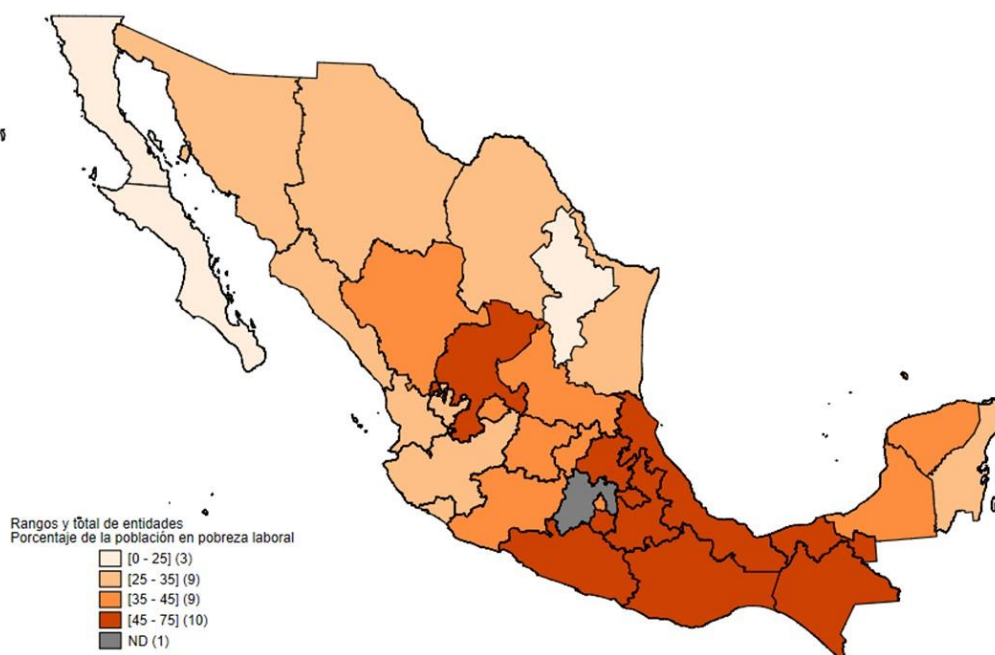 Rangos y total de entidades
Porcentaje de la población en pobreza laboral
[0 - 25] (3)
[25 - 35] (9)
[35 - 45] (9)
[45 - 75] (10)
ND (1)